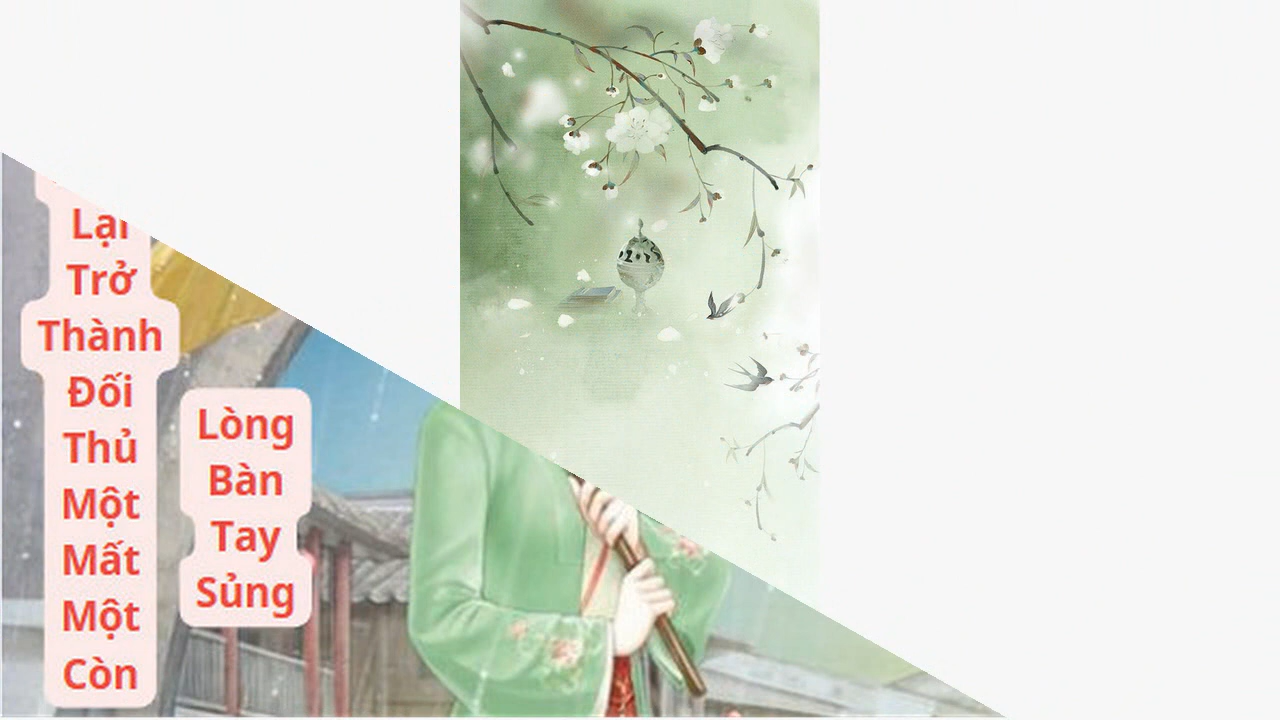 Lại
Trở
Thành
Đối
Thủ
Một
Mất
Một
Còn
Lòng
Bàn
Tay
Sủng